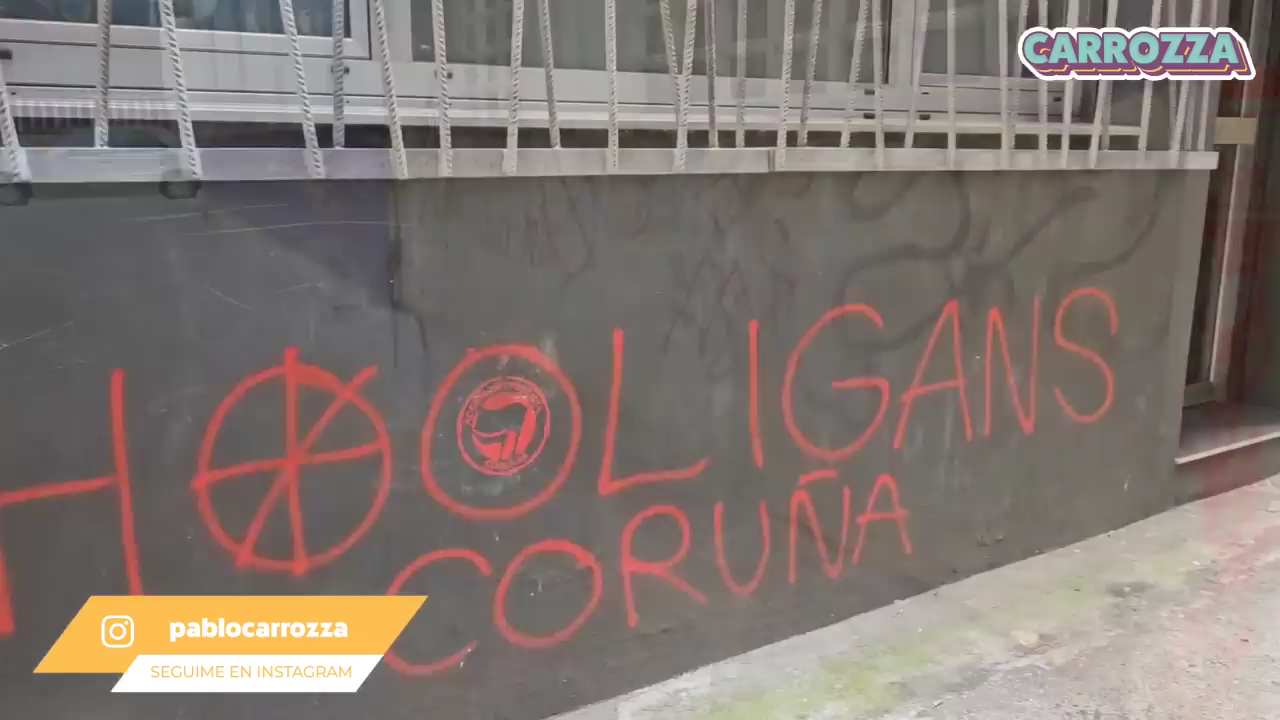 CARROZZA
HOOLIGANS
CORUÑA
pablocarrozza
SEGUIME EN INSTAGRAM